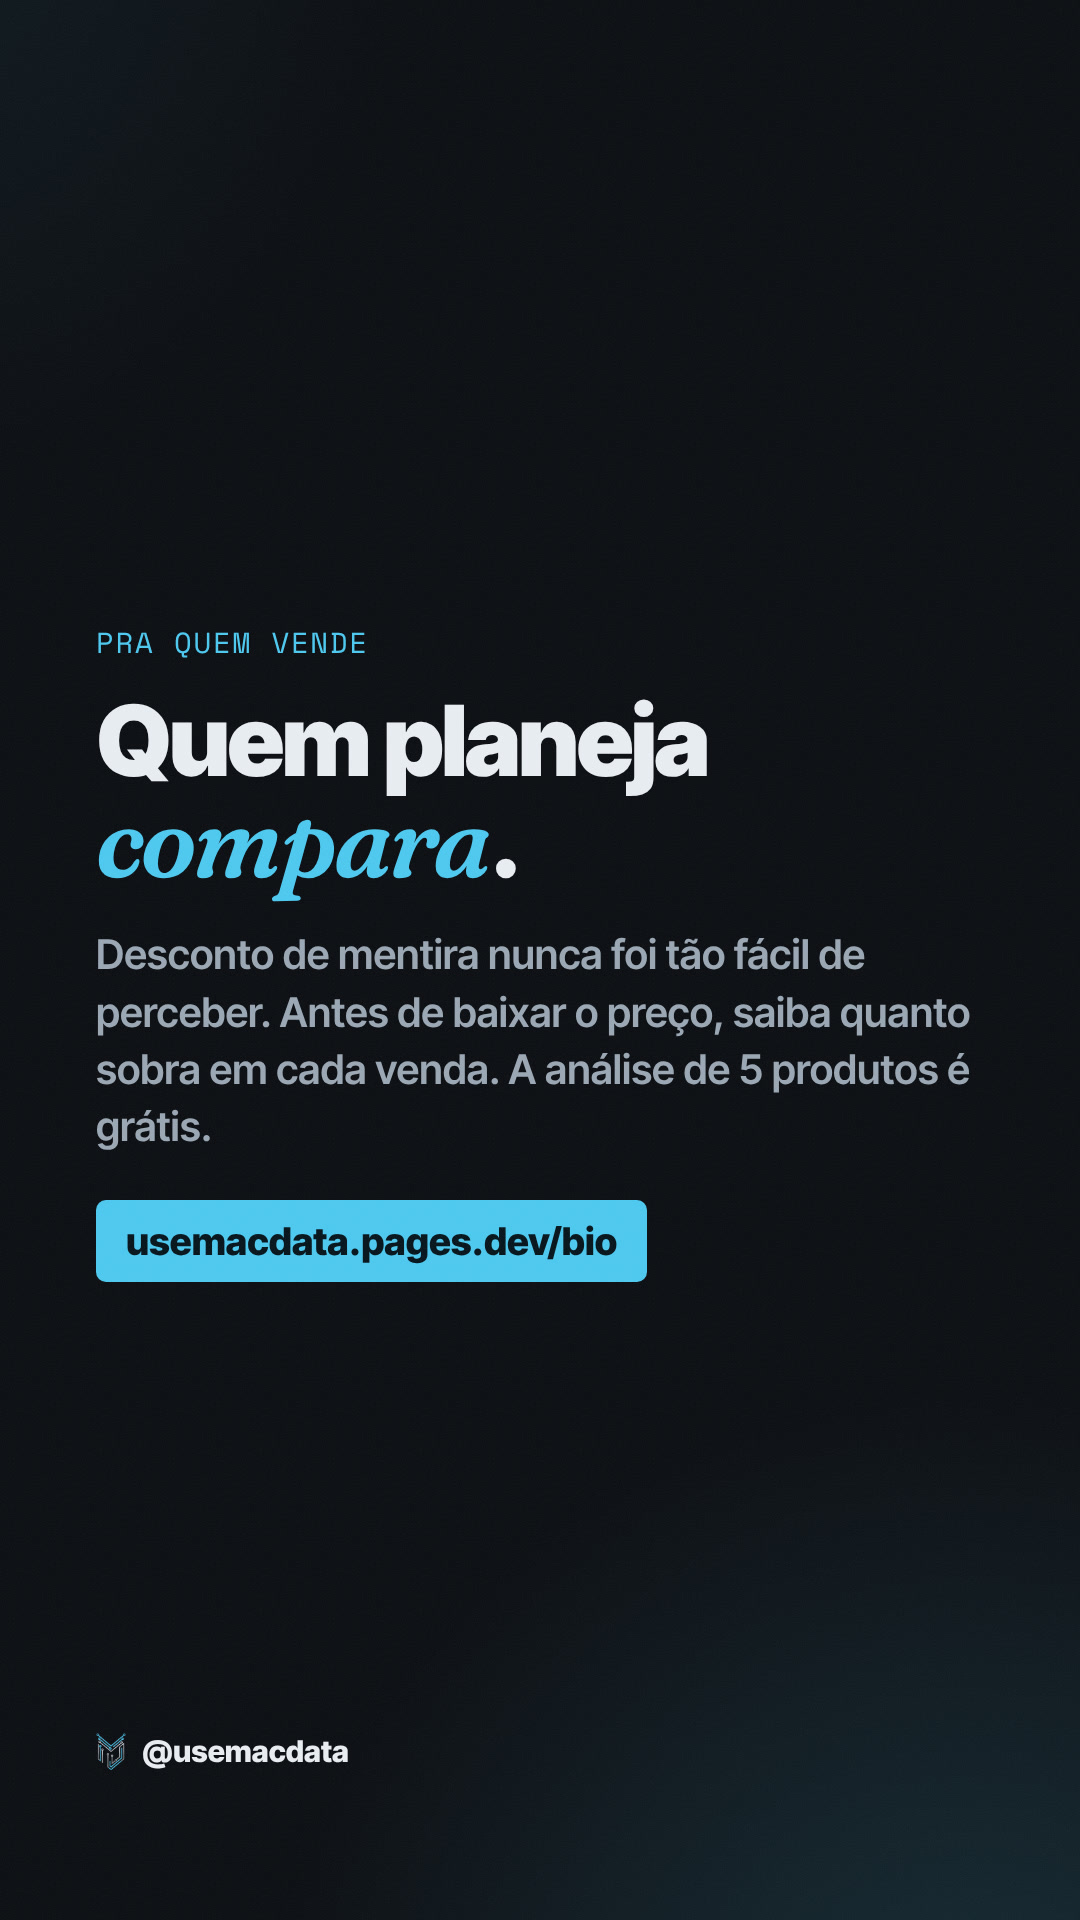 PRA QUEM VENDE
Quem planeja
compara.
Desconto de mentira nunca foi tão fácil de
perceber. Antes de baixar o preço, saiba quanto
sobra em cada venda. A análise de 5 produtos é
grátis.
usemacdata.pages.dev/bio
@usemacdata